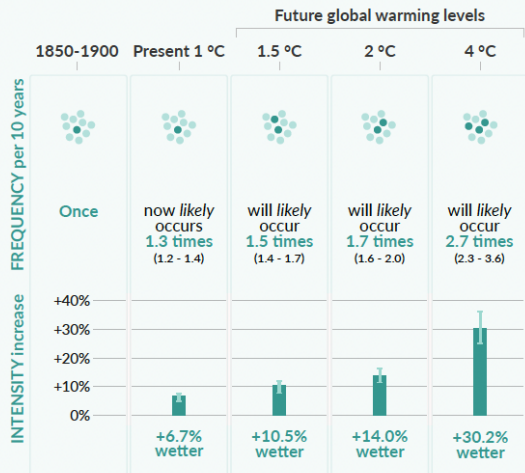 Future global warming levels
1850-1900 Present 1 °C 1.5 °C 2 °C 4 °C
FREQUENCY per 10 years
Once
now likely
occurs
1.3 times
(1.2 - 1.4)
will likely
occur
1.5 times
(1.4 - 1.7)
will likely
occur
1.7 times
(1.6 - 2.0)
will likely
occur
2.7 times
(2.3 - 3.6)
INTENSITY increase
+40%
+30%
+20%
+10%
0%
+6.7%
wetter
+10.5%
wetter
+14.0%
wetter
+30.2%
wetter